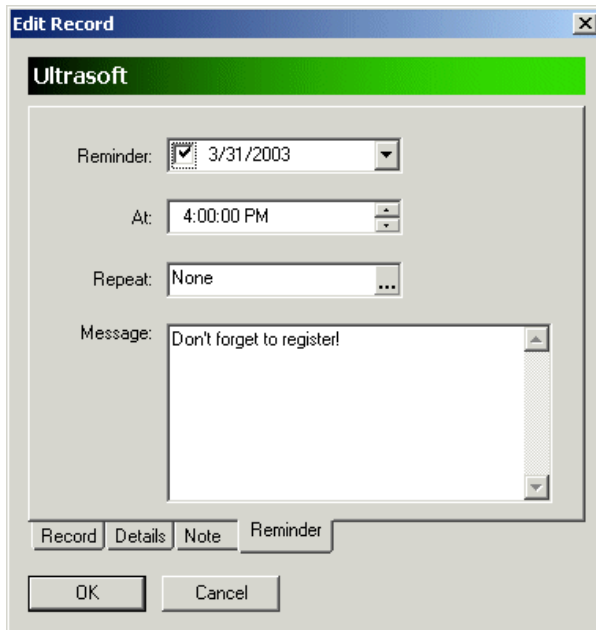 Edit Record
Ultrasoft
Reminder: 3/31/2003
At: 4:00:00 PM
Repeat: None ...
Message: Don't forget to register!
Record Details Note Reminder
OK Cancel